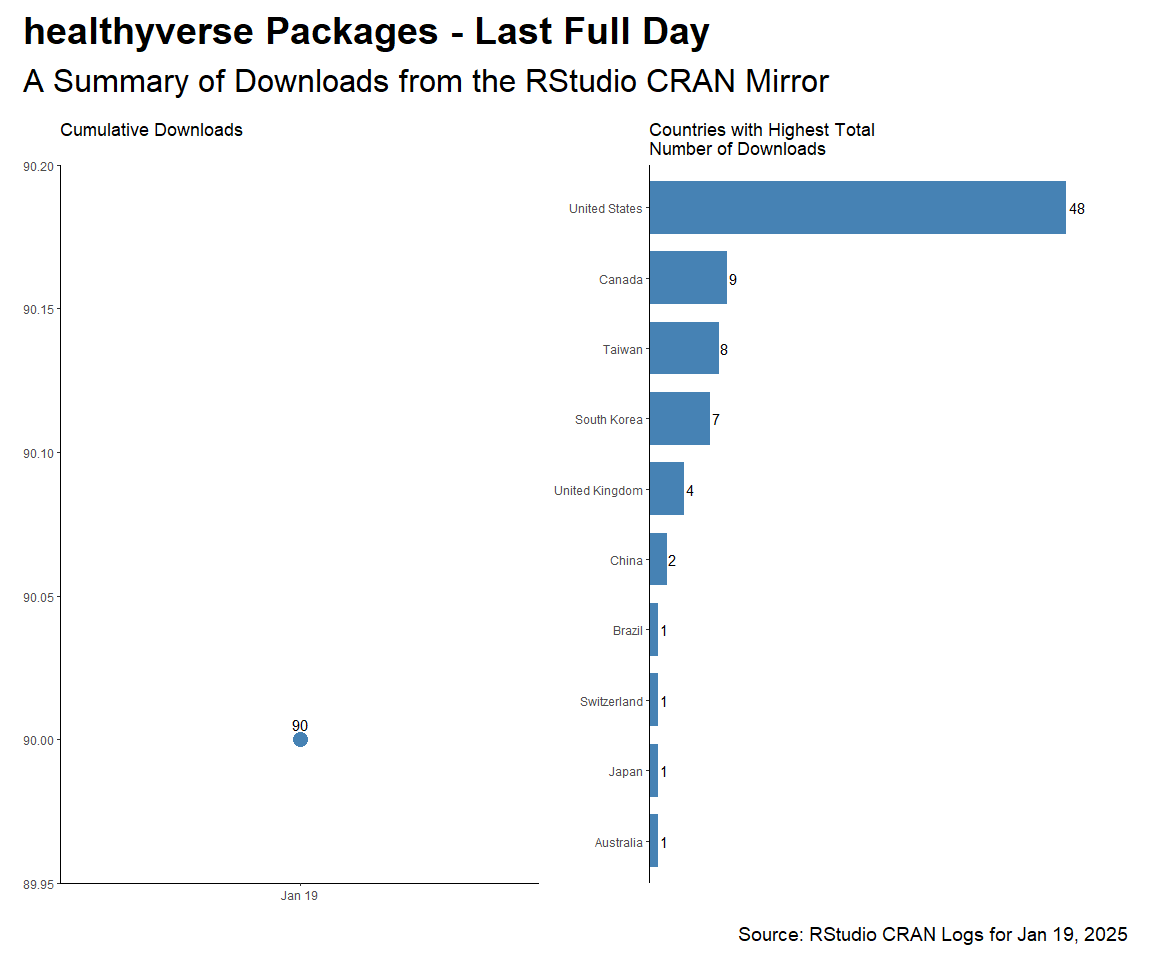 healthyverse Packages - Last Full Day
A Summary of Downloads from the RStudio CRAN Mirror
Cumulative Downloads
90.20
90.15
90.10
90.05
90.00
89.95
90
Jan 19
Countries with Highest Total
Number of Downloads
United States 48
Canada 9
Taiwan 8
South Korea 7
United Kingdom 4
China 2
Brazil 1
Switzerland 1
Japan 1
Australia 1
Source: RStudio CRAN Logs for Jan 19, 2025